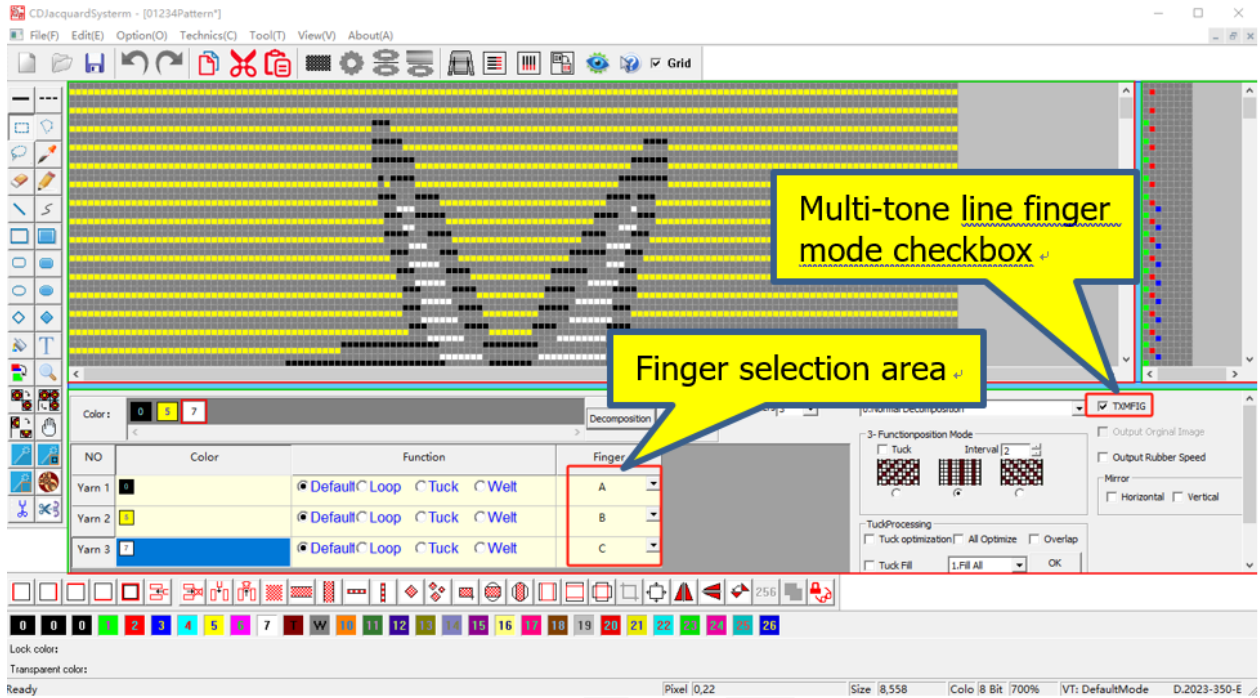 CDJacquardSysterm - [01234Pattern*]
File(F) Edit(E) Option(O) Technics(C) Tool(T) View(V) About(A)
Grid
Multi-tone line finger
mode checkbox
Finger selection area
Color:
0 5 7
Decomposition
3
0.Normal Decomposition
TXMFIG
NO Color Function Finger
Yarn 1 0 Default Loop Tuck Welt A
Yarn 2 5 Default Loop Tuck Welt B
Yarn 3 7 Default Loop Tuck Welt C
3- Functionposition Mode
Tuck Interval 2
TuckProcessing
Tuck optimization All Optimize Overlap
Tuck Fill 1.Fill All OK
Output Orginal Image
Output Rubber Speed
Mirror
Horizontal Vertical
256
0 0 0 1 2 3 4 5 6 7 T W 10 11 12 13 14 15 16 17 18 19 20 21 22 23 24 25 26
Lock color:
Transparent color:
Ready
Pixel 0,22 Size 8,558 Colo 8 Bit 700% VT: DefaultMode D.2023-350-E